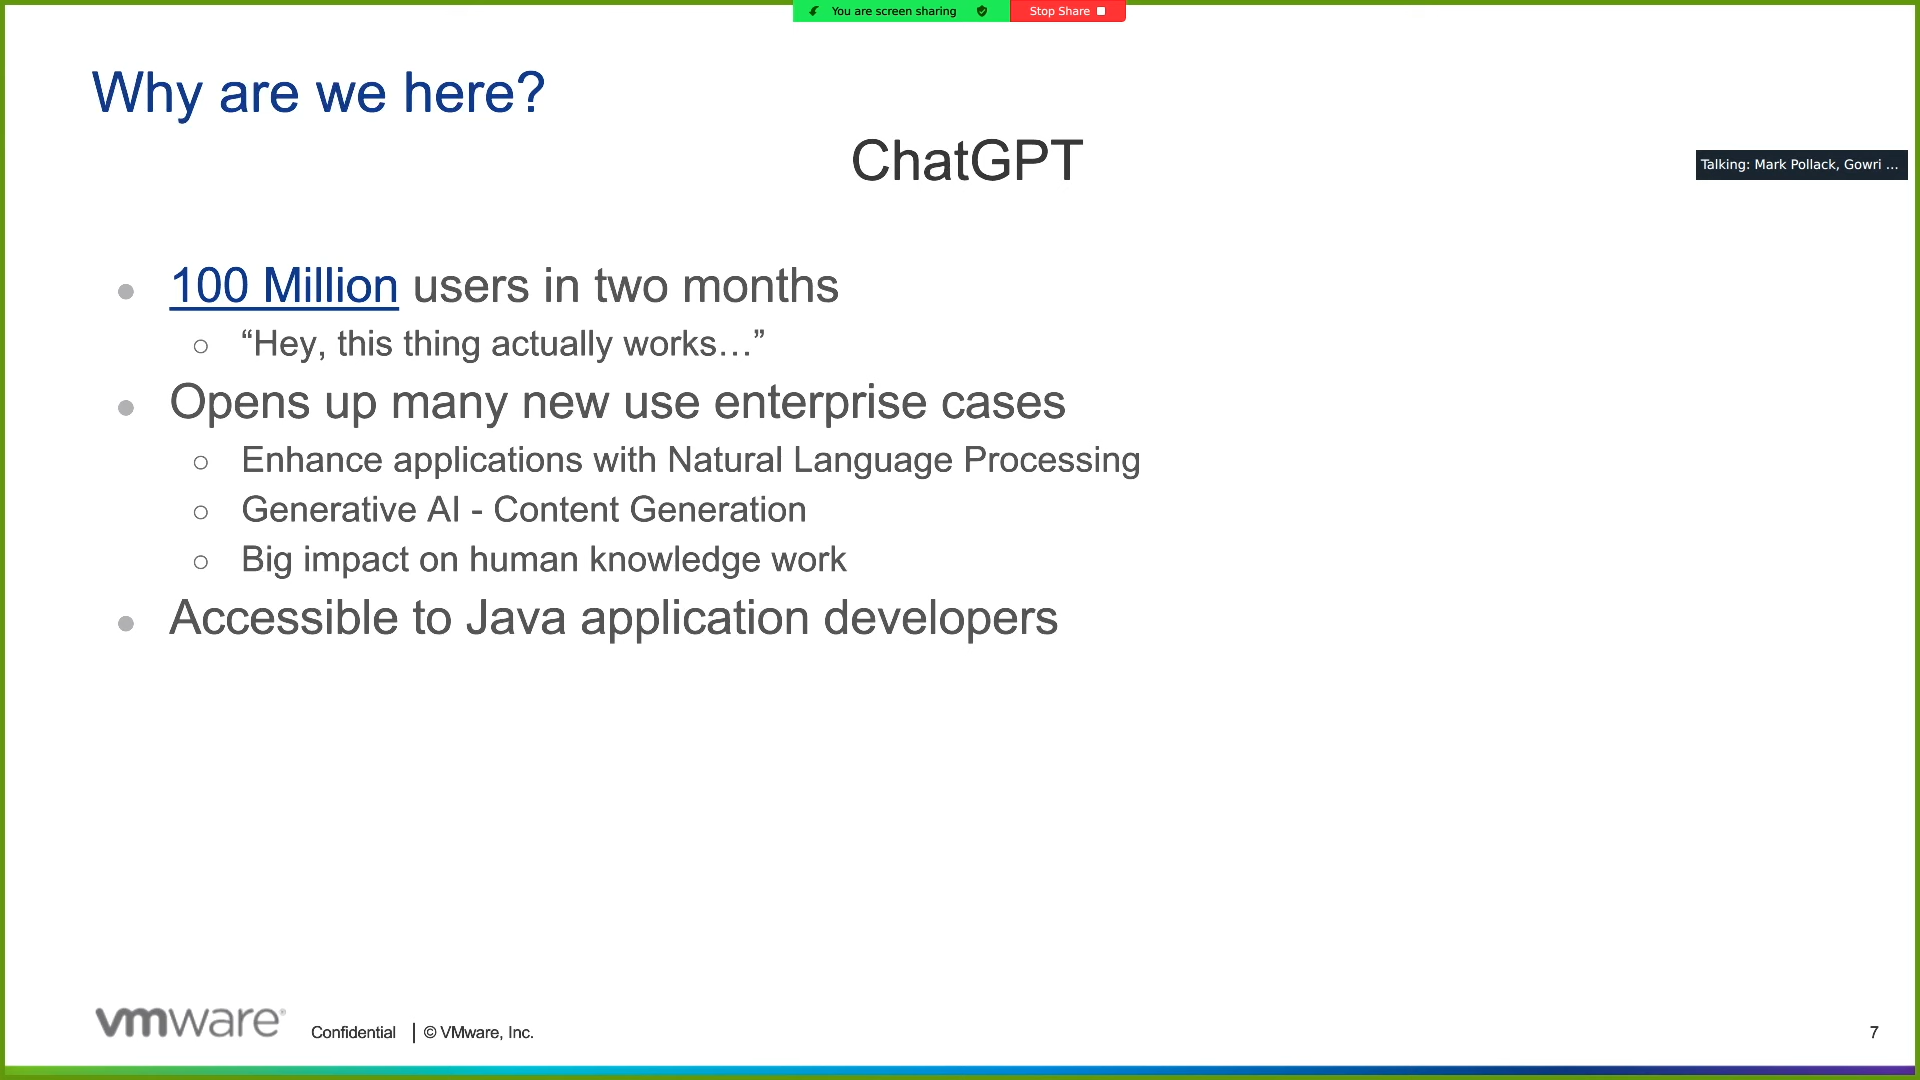 You are screen sharing
Stop Share
Why are we here?
ChatGPT
Talking: Mark Pollack, Gowri ...
100 Million users in two months
“Hey, this thing actually works…”
Opens up many new use enterprise cases
Enhance applications with Natural Language Processing
Generative AI - Content Generation
Big impact on human knowledge work
Accessible to Java application developers
vmware®
Confidential | © VMware, Inc.
7